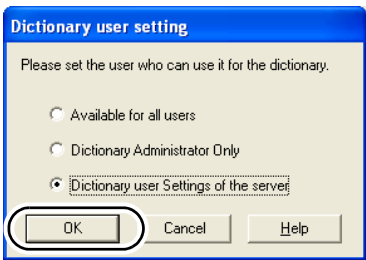 Dictionary user setting
Please set the user who can use it for the dictionary.
Available for all users
Dictionary Administrator Only
Dictionary user Settings of the server
OK Cancel Help